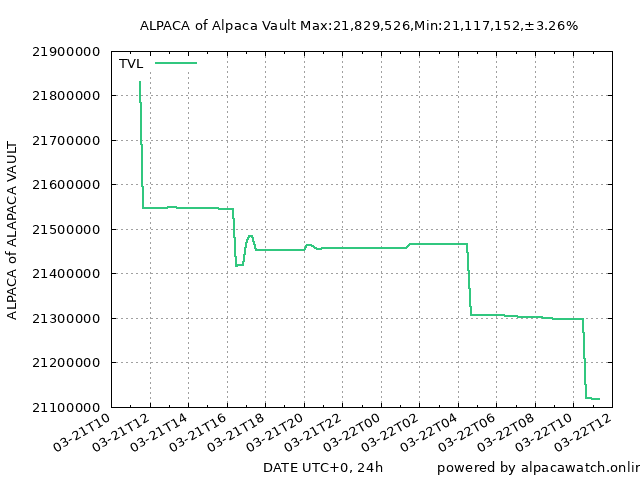 ALPACA of Alpaca Vault Max:21,829,526,Min:21,117,152,±3.26%
TVL
21900000
21800000
21700000
21600000
21500000
21400000
21300000
21200000
21100000
ALPACA of ALAPACA VAULT
03-21T10
03-21T12
03-21T14
03-21T16
03-21T18
03-21T20
03-21T22
03-22T00
03-22T02
03-22T04
03-22T06
03-22T08
03-22T10
03-22T12
DATE UTC+0, 24h
powered by alpacawatch.onlin